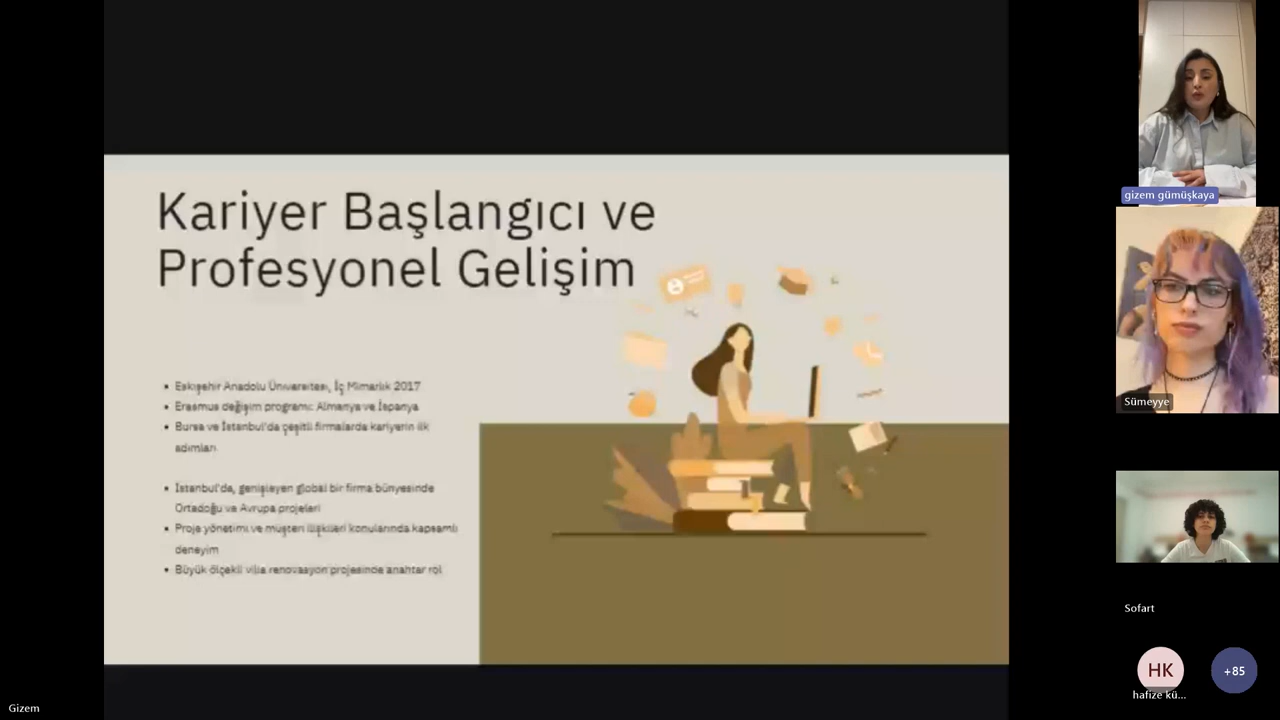 Kariyer Başlangıcı ve
Profesyonel Gelişim
• Eskişehir Anadolu Üniversitesi, İç Mimarlık 2017
• Erasmus değişim programı: Almanya ve İspanya
• Bursa ve İstanbul'da çeşitli firmalarda kariyerin ilk
adımları
• İstanbul'da, genişleyen global bir firma bünyesinde
Ortadoğu ve Avrupa projeleri
• Proje yönetimi ve müşteri ilişkileri konularında kapsamlı
deneyim
• Büyük ölçekli villa renovasyon projesinde anahtar rol
gizem gümüşkaya
Sümeyye
Sofart
HK
+85
hafize kü...
Gizem